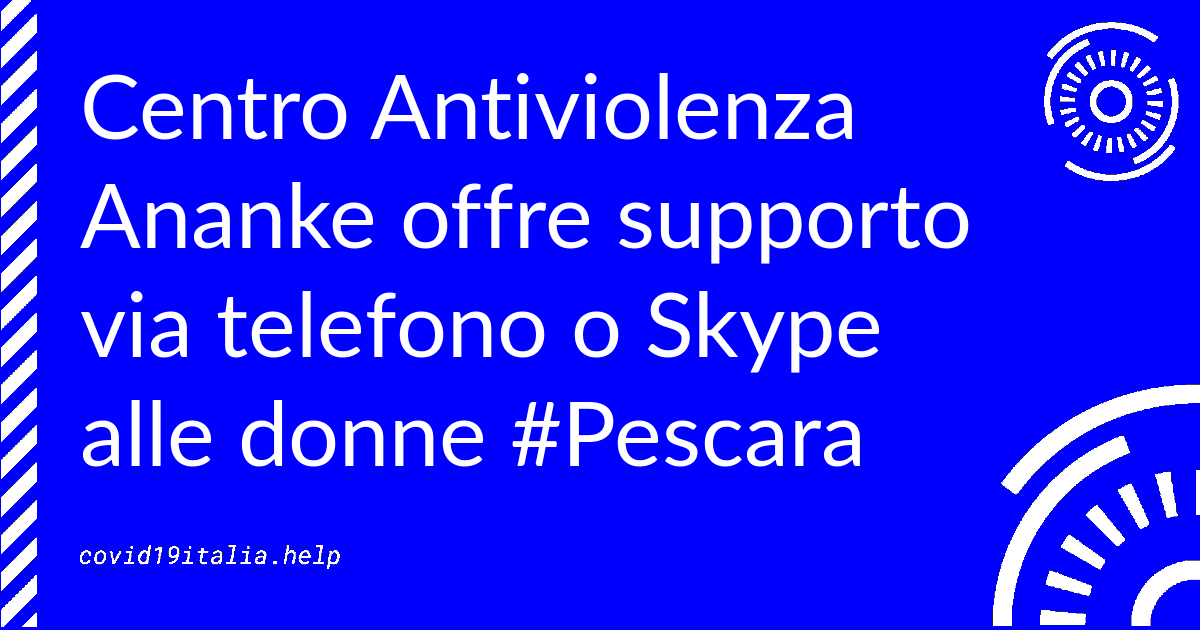 Centro Antiviolenza
Ananke offre supporto
via telefono o Skype
alle donne #Pescara
covid19italia.help